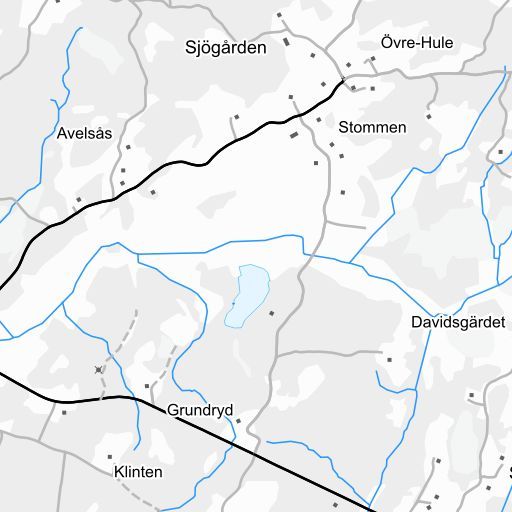 Övre-Hule
Sjögården
Stommen
Avelsås
Davidsgärdet
Grundryd
Klinten
S